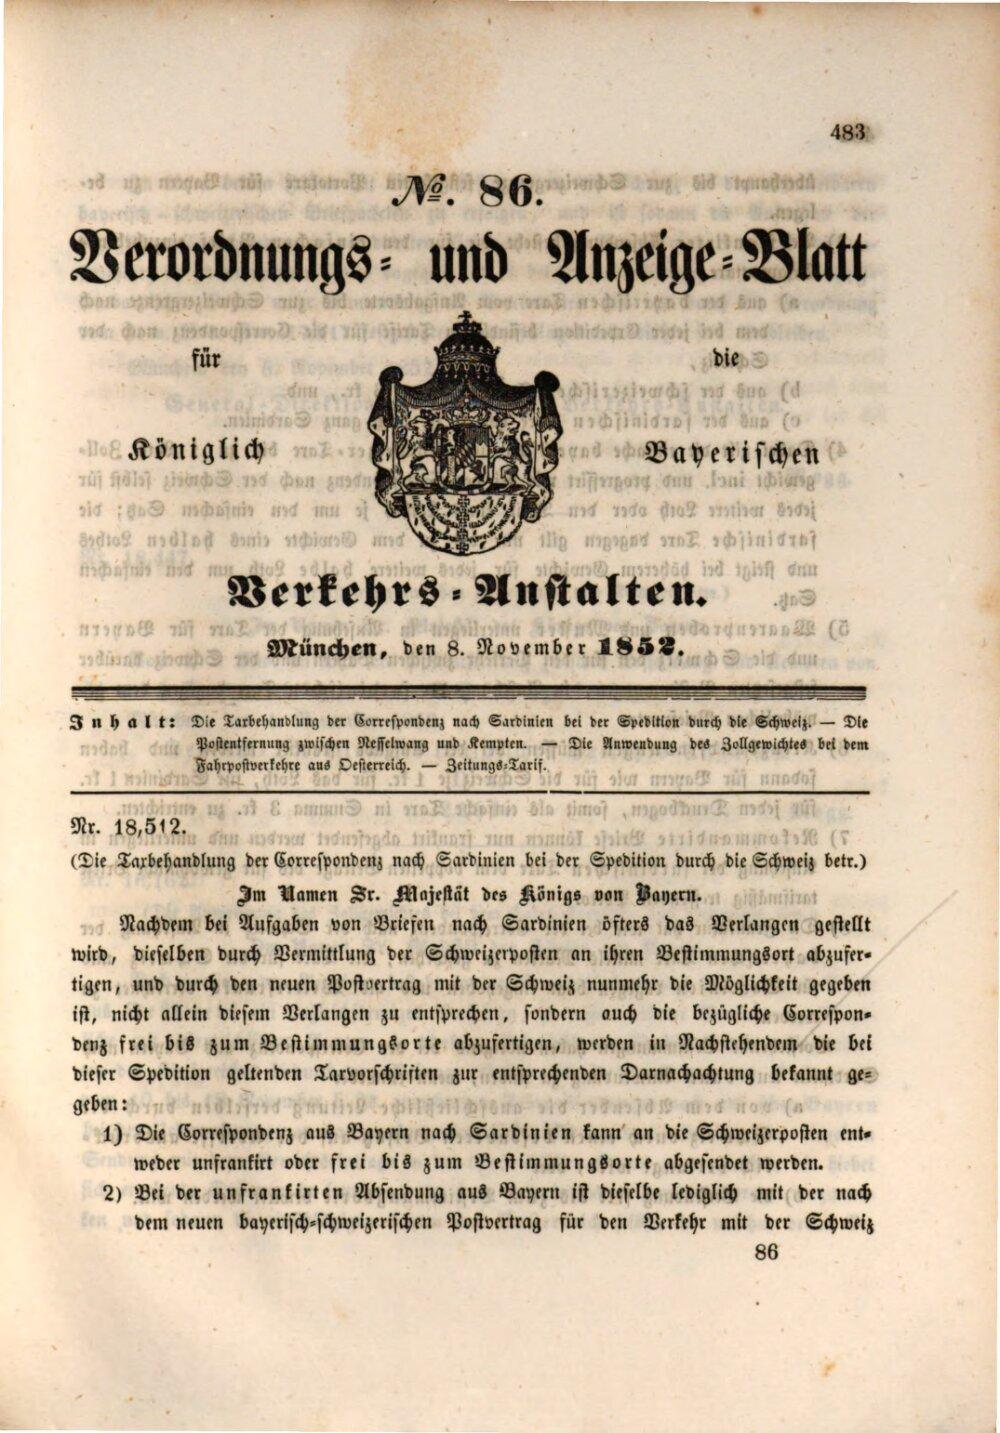 483
№. 86.
Verordnungs- und Anzeige-Blatt
für die
Königlich Bayerischen
Verkehrs-Anstalten.
München, den 8. November 1852.
Inhalt: Die Taxbehandlung der Correspondenz nach Sardinien bei der Spedition durch die Schweiz. — Die
Postentfernung zwischen Nesselwang und Kempten. — Die Anwendung des Zollgewichtes bei dem
Fahrpostverkehre aus Oesterreich. — Zeitungs-Tarif.
Nr. 18,512.
(Die Taxbehandlung der Correspondenz nach Sardinien bei der Spedition durch die Schweiz betr.)
Im Namen Sr. Majestät des Königs von Bayern.
Nachdem bei Aufgaben von Briefen nach Sardinien öfters das Verlangen gestellt
wird, dieselben durch Vermittlung der Schweizerposten an ihren Bestimmungsort abzufer-
tigen, und durch den neuen Postvertrag mit der Schweiz nunmehr die Möglichkeit gegeben
ist, nicht allein diesem Verlangen zu entsprechen, sondern auch die bezügliche Correspon-
denz frei bis zum Bestimmungsorte abzufertigen, werden in Nachstehendem die bei
dieser Spedition geltenden Taxvorschriften zur entsprechenden Darnachachtung bekannt ge-
geben:
1) Die Correspondenz aus Bayern nach Sardinien kann an die Schweizerposten ent-
weder unfrankirt oder frei bis zum Bestimmungsorte abgesendet werden.
2) Bei der unfrankirten Absendung aus Bayern ist dieselbe lediglich mit der nach
dem neuen bayerisch-schweizerischen Postvertrag für den Verkehr mit der Schweiz
86